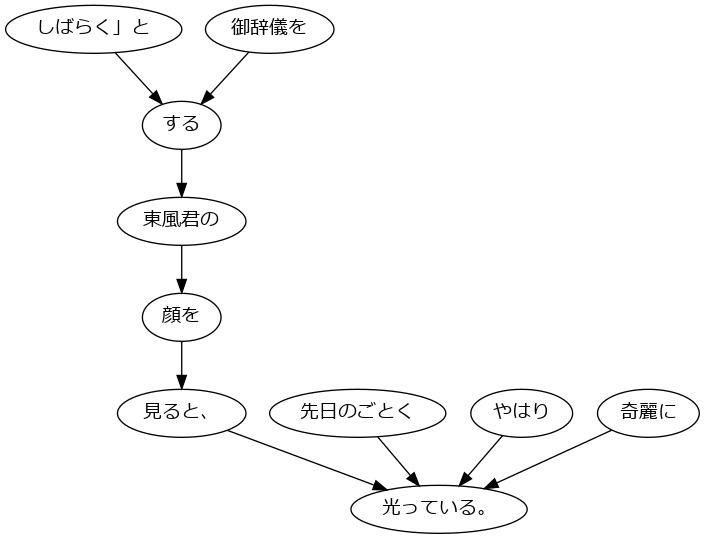 しばらく」と 御辞儀を
する
東風君の
顔を
見ると、 先日のごとく やはり 奇麗に
光っている。